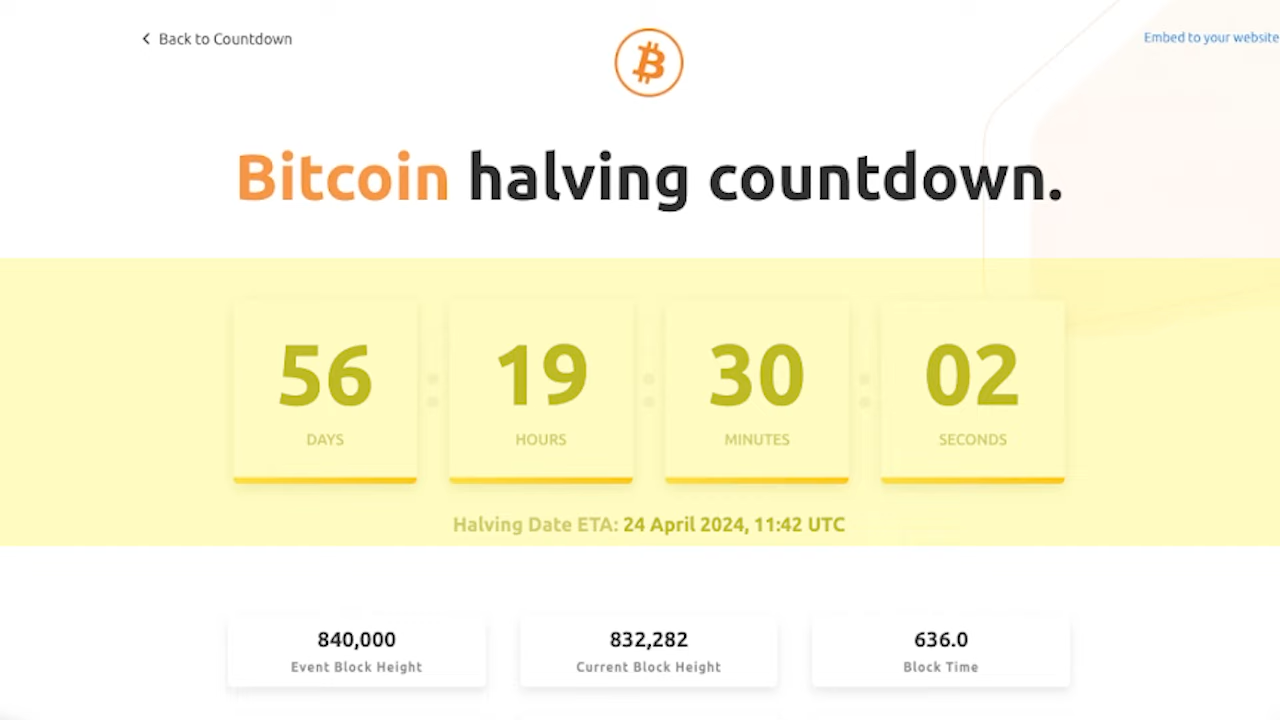 Back to Countdown
Embed to your website
Bitcoin halving countdown.
56 : 19 : 30 : 02
DAYS HOURS MINUTES SECONDS
Halving Date ETA: 24 April 2024, 11:42 UTC
840,000 832,282 636.0
Event Block Height Current Block Height Block Time